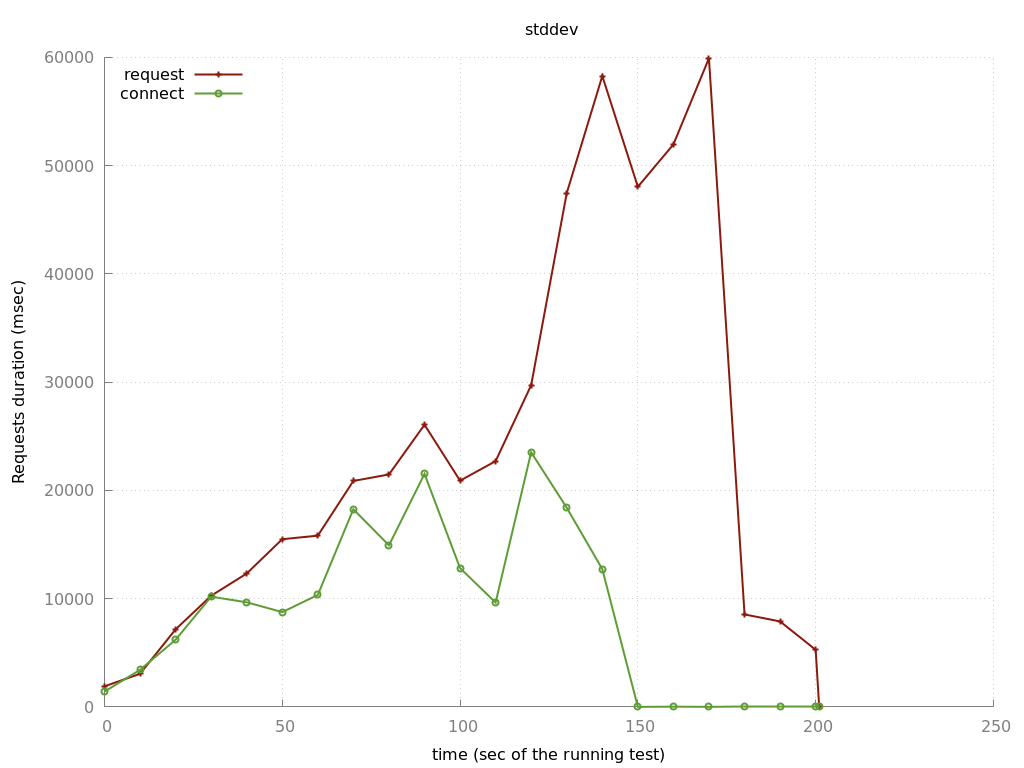 stddev
60000
request
connect
50000
40000
30000
20000
10000
0
Requests duration (msec)
0 50 100 150 200 250
time (sec of the running test)